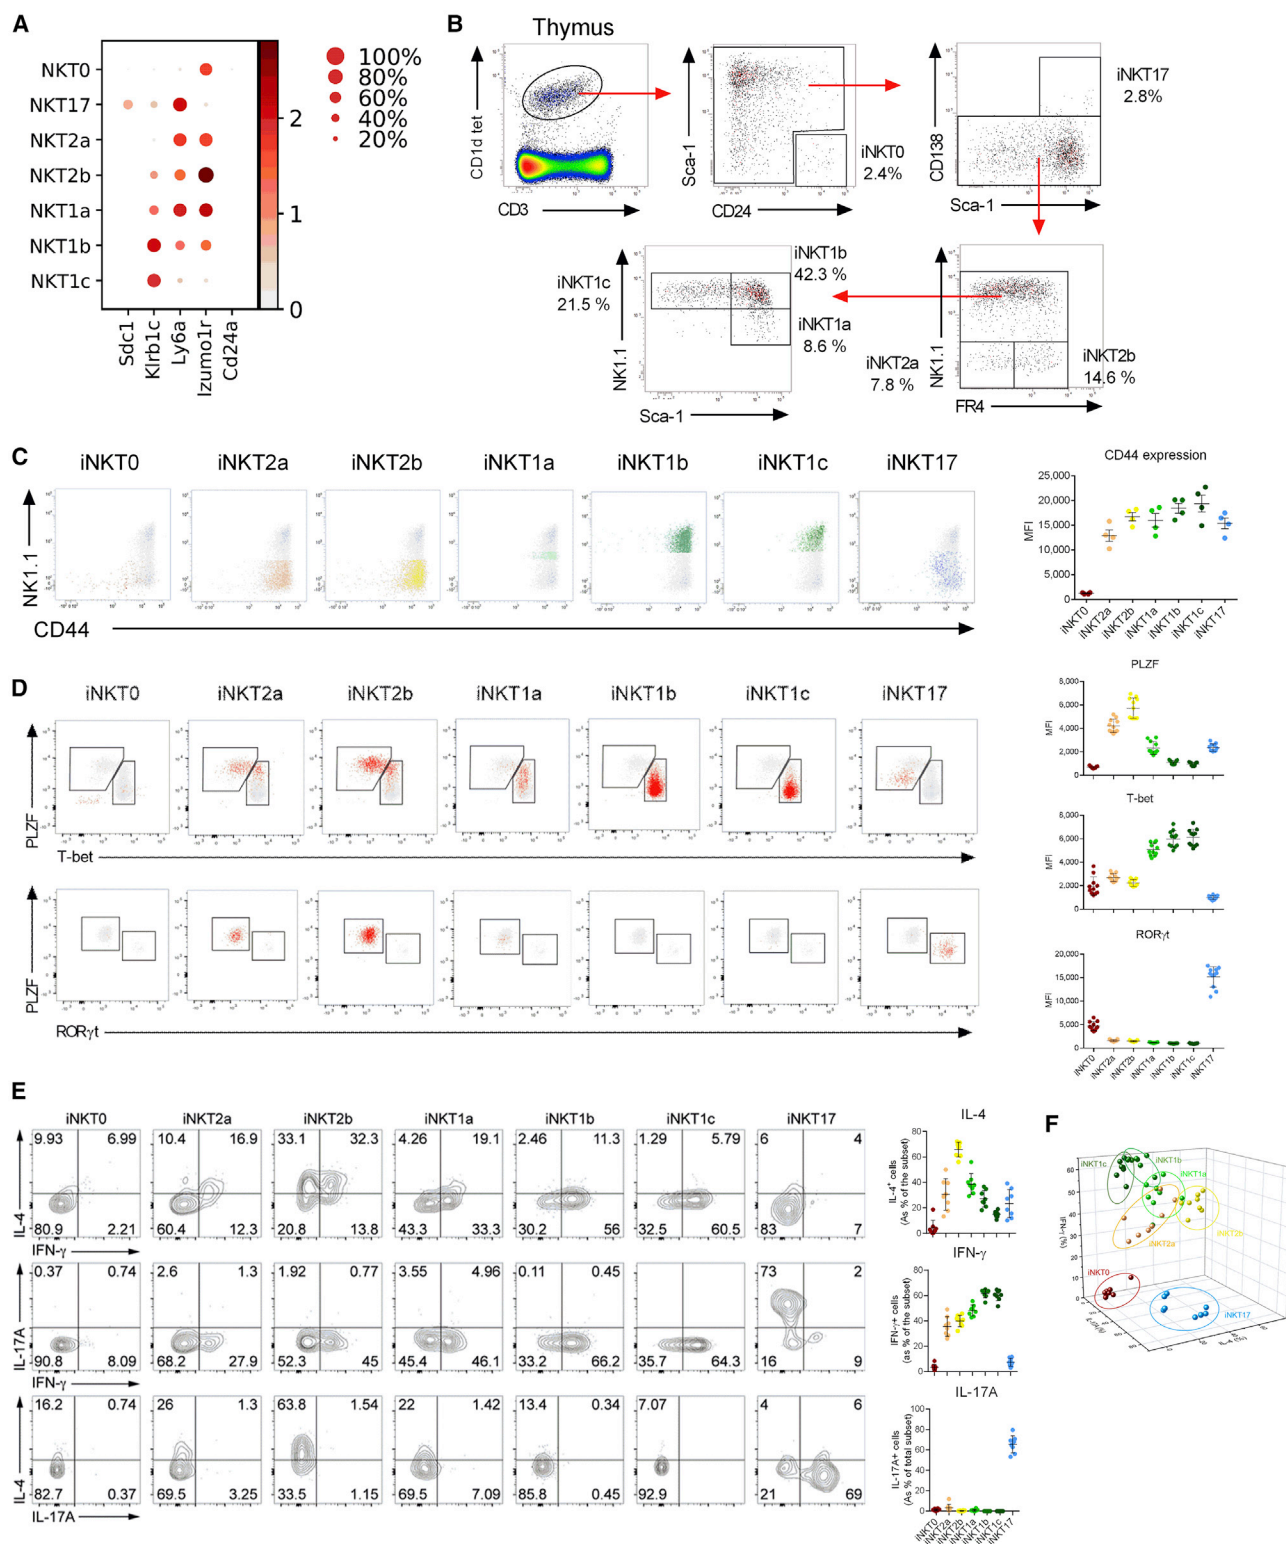 A
NKT0
NKT17
NKT2a
NKT2b
NKT1a
NKT1b
NKT1c
Sdc1
Klrb1c
Ly6a
Izumo1r
Cd24a
2
1
0
100%
80%
60%
40%
20%
B
Thymus
CD1d tet
CD3
Sca-1
CD24
iNKT0
2.4%
CD138
Sca-1
iNKT17
2.8%
iNKT1c
21.5 %
iNKT1b
42.3 %
iNKT1a
8.6 %
NK1.1
Sca-1
iNKT2a
7.8 %
NK1.1
FR4
iNKT2b
14.6 %
C
iNKT0 iNKT2a iNKT2b iNKT1a iNKT1b iNKT1c iNKT17
NK1.1
CD44
CD44 expression
MFI
25,000
20,000
15,000
10,000
5,000
0
iNKT0 iNKT2a iNKT2b iNKT1a iNKT1b iNKT1c iNKT17
D
iNKT0 iNKT2a iNKT2b iNKT1a iNKT1b iNKT1c iNKT17
PLZF
T-bet
PLZF
RORγt
PLZF
MFI
8,000
6,000
4,000
2,000
0
T-bet
MFI
8,000
6,000
4,000
2,000
0
RORγt
MFI
20,000
15,000
10,000
5,000
0
iNKT0 iNKT2a iNKT2b iNKT1a iNKT1b iNKT1c iNKT17
E
iNKT0 iNKT2a iNKT2b iNKT1a iNKT1b iNKT1c iNKT17
9.93 6.99 10.4 16.9 33.1 32.3 4.26 19.1 2.46 11.3 1.29 5.79 6 4
IL-4
80.9 2.21 60.4 12.3 20.8 13.8 43.3 33.3 30.2 56 32.5 60.5 83 7
IFN-γ
0.37 0.74 2.6 1.3 1.92 0.77 3.55 4.96 0.11 0.45 73 2
IL-17A
90.8 8.09 68.2 27.9 52.3 45 45.4 46.1 33.2 66.2 35.7 64.3 16 9
IFN-γ
16.2 0.74 26 1.3 63.8 1.54 22 1.42 13.4 0.34 7.07 4 6
IL-4
82.7 0.37 69.5 3.25 33.5 1.15 69.5 7.09 85.8 0.45 92.9 21 69
IL-17A
IL-4
IL-4+ cells
(As % of the subset)
80
60
40
20
0
IFN-γ
IFN-γ+ cells
(as % of the subset)
80
60
40
20
0
IL-17A
IL-17A+ cells
(As % of total subset)
100
80
60
40
20
0
iNKT0 iNKT2a iNKT2b iNKT1a iNKT1b iNKT1c iNKT17
F
iNKT1c
iNKT1b
iNKT1a
iNKT2b
iNKT2a
iNKT0
iNKT17
IFN-γ (%)
60
50
40
30
20
10
0
IL-4 (%)